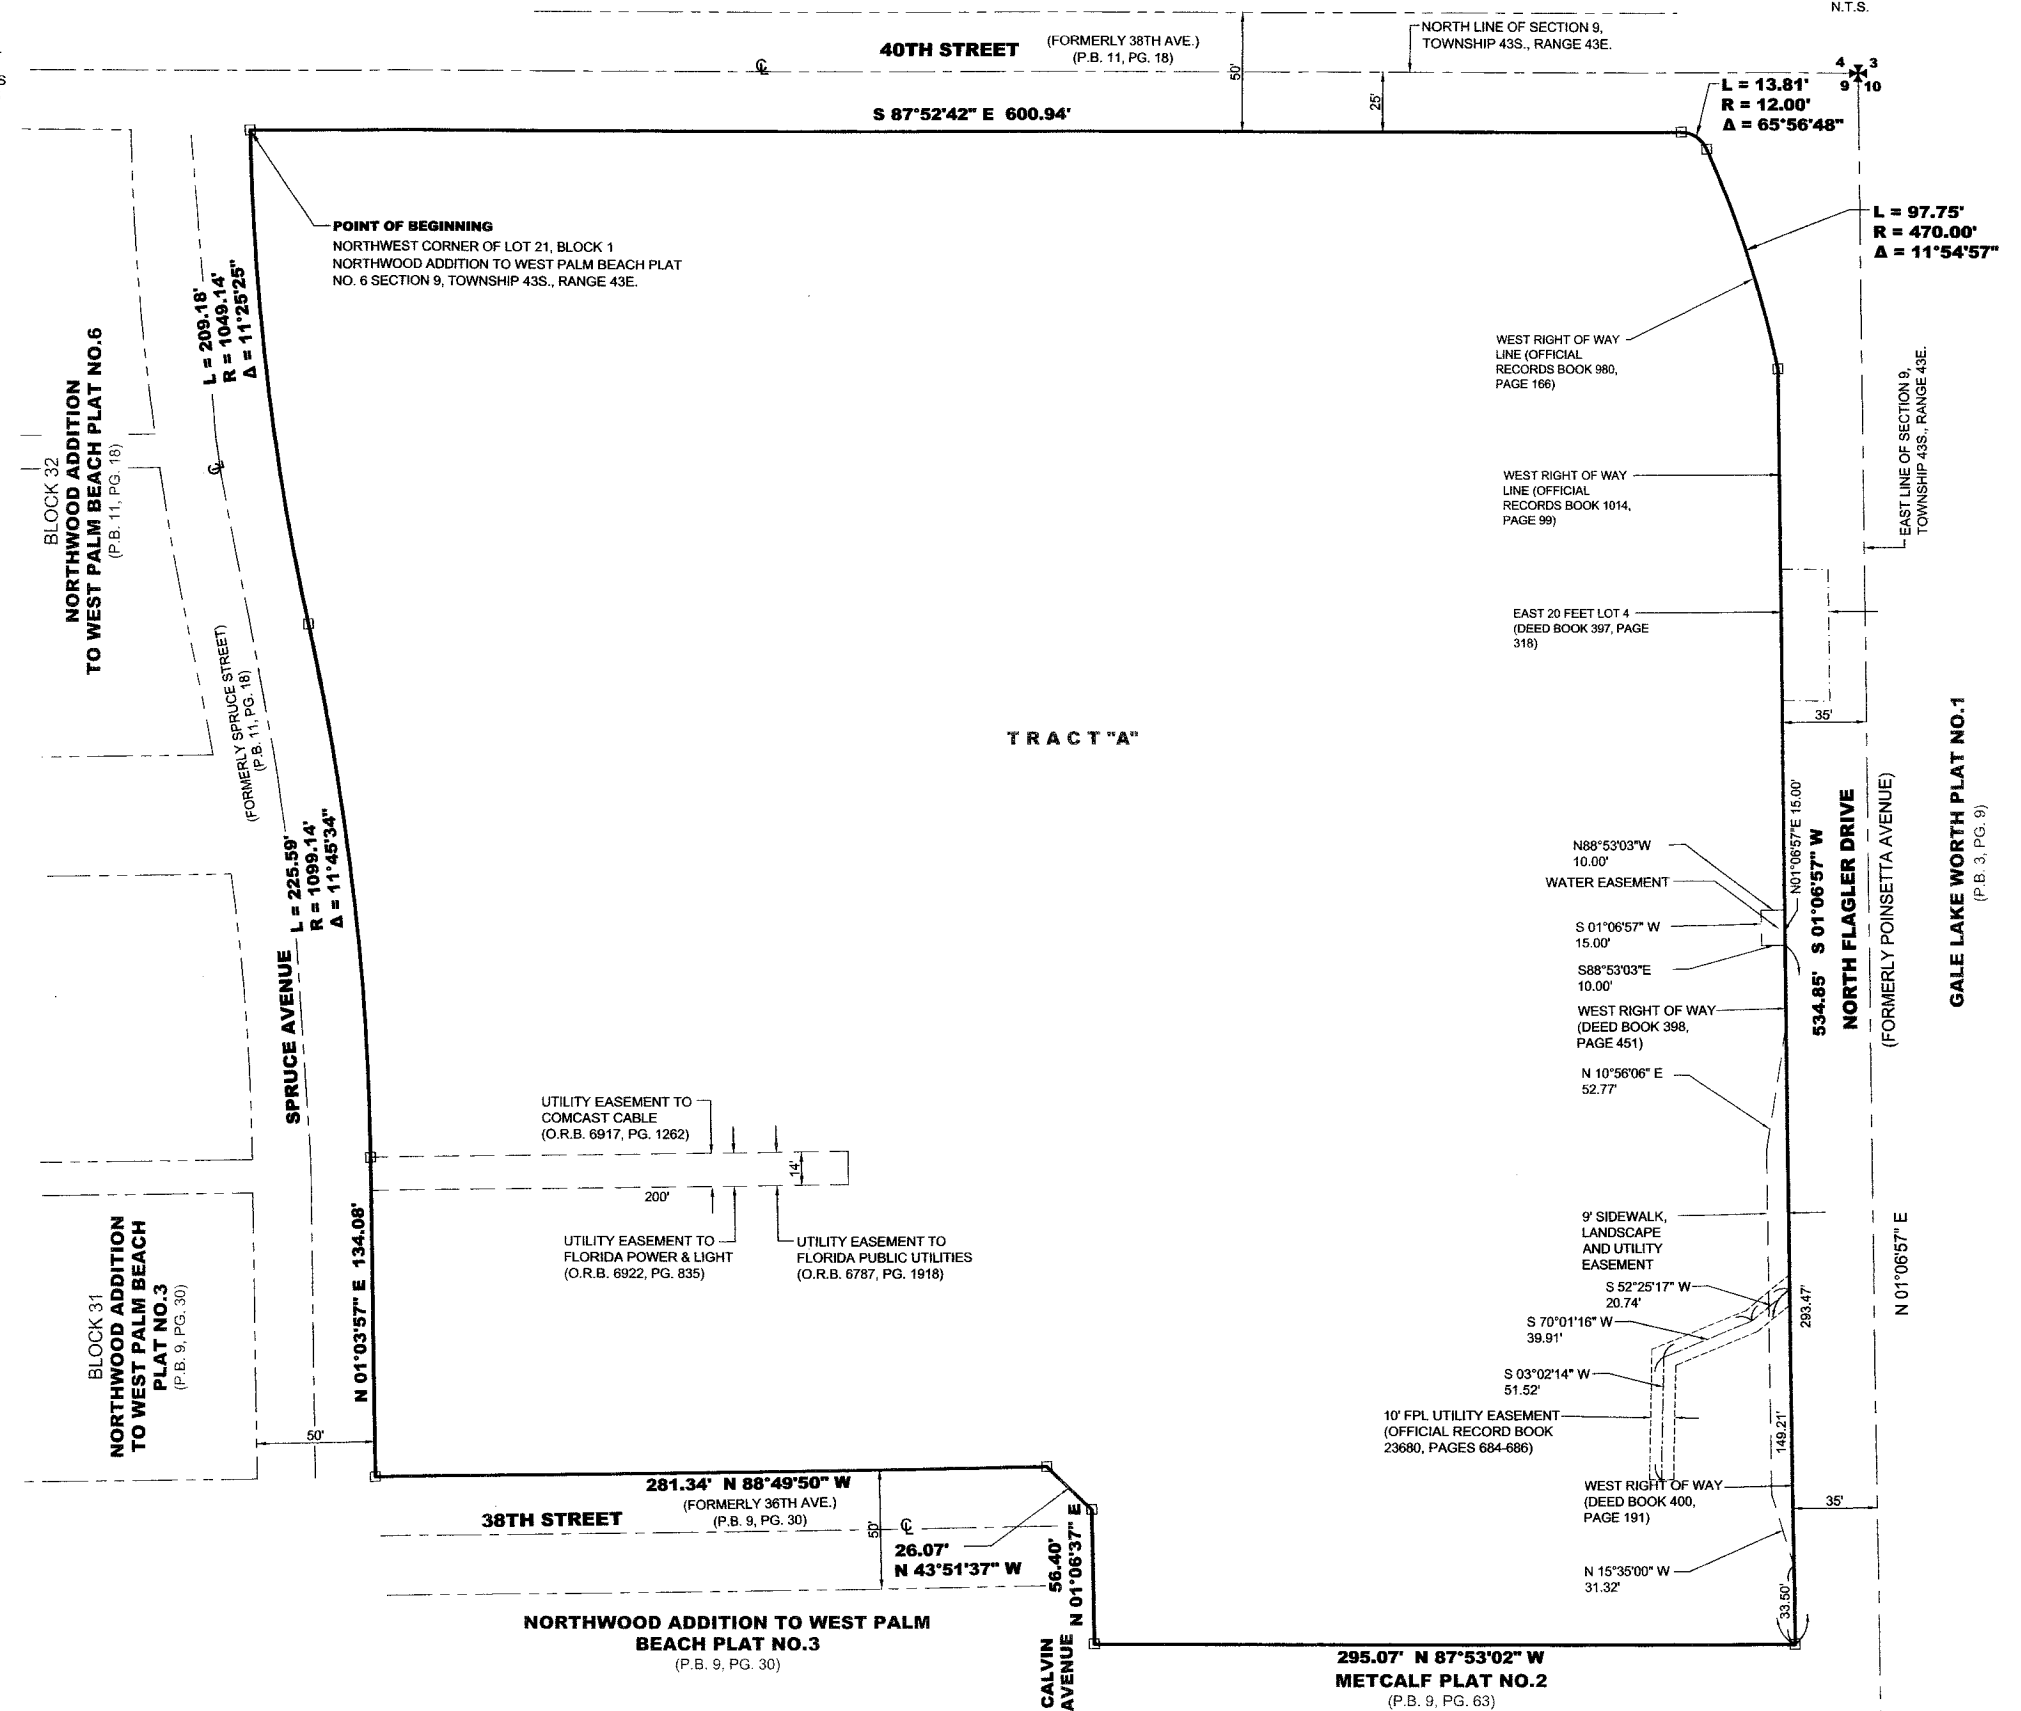 N.T.S.
40TH STREET
(FORMERLY 38TH AVE.)
(P.B. 11, PG. 18)
50'
NORTH LINE OF SECTION 9,
TOWNSHIP 43S., RANGE 43E.
S
4 3
9 10
S 87°52'42" E 600.94'
25'
L = 13.81'
R = 12.00'
Δ = 65°56'48"
L = 97.75'
R = 470.00'
Δ = 11°54'57"
POINT OF BEGINNING
NORTHWEST CORNER OF LOT 21, BLOCK 1
NORTHWOOD ADDITION TO WEST PALM BEACH PLAT
NO. 6 SECTION 9, TOWNSHIP 43S., RANGE 43E.
L = 209.18'
R = 1049.14'
Δ = 11°25'25"
BLOCK 32
NORTHWOOD ADDITION
TO WEST PALM BEACH PLAT NO.6
(P.B. 11, PG. 18)
WEST RIGHT OF WAY
LINE (OFFICIAL
RECORDS BOOK 980,
PAGE 166)
EAST LINE OF SECTION 9,
TOWNSHIP 43S., RANGE 43E.
WEST RIGHT OF WAY
LINE (OFFICIAL
RECORDS BOOK 1014,
PAGE 99)
EAST 20 FEET LOT 4
(DEED BOOK 397, PAGE
318)
(FORMERLY SPRUCE STREET)
(P.B. 11, PG. 18)
35'
TRACT "A"
L = 225.59'
R = 1099.14'
Δ = 11°45'34"
SPRUCE AVENUE
N88°53'03"W
10.00'
WATER EASEMENT
N01°06'57"E 15.00'
S 01°06'57" W
15.00'
S88°53'03"E
10.00'
534.85' S 01°06'57" W
NORTH FLAGLER DRIVE
(FORMERLY POINSETTA AVENUE)
GALE LAKE WORTH PLAT NO.1
(P.B. 3, PG. 9)
WEST RIGHT OF WAY
(DEED BOOK 398,
PAGE 451)
N 10°56'06" E
52.77'
UTILITY EASEMENT TO
COMCAST CABLE
(O.R.B. 6917, PG. 1262)
14'
200'
UTILITY EASEMENT TO
FLORIDA POWER & LIGHT
(O.R.B. 6922, PG. 835)
UTILITY EASEMENT TO
FLORIDA PUBLIC UTILITIES
(O.R.B. 6787, PG. 1918)
N 01°03'57" E 134.08'
BLOCK 31
NORTHWOOD ADDITION
TO WEST PALM BEACH
PLAT NO.3
(P.B. 9, PG. 30)
9' SIDEWALK,
LANDSCAPE
AND UTILITY
EASEMENT
N 01°06'57" E
S 52°25'17" W
20.74'
293.47'
S 70°01'16" W
39.91'
S 03°02'14" W
51.52'
10' FPL UTILITY EASEMENT
(OFFICIAL RECORD BOOK
23680, PAGES 684-686)
149.21'
50'
281.34' N 88°49'50" W
(FORMERLY 36TH AVE.)
(P.B. 9, PG. 30)
38TH STREET
50'
26.07'
N 43°51'37" W
56.40'
N 01°06'37" E
WEST RIGHT OF WAY
(DEED BOOK 400,
PAGE 191)
35'
N 15°35'00" W
31.32'
33.50'
NORTHWOOD ADDITION TO WEST PALM
BEACH PLAT NO.3
(P.B. 9, PG. 30)
CALVIN
AVENUE
295.07' N 87°53'02" W
METCALF PLAT NO.2
(P.B. 9, PG. 63)